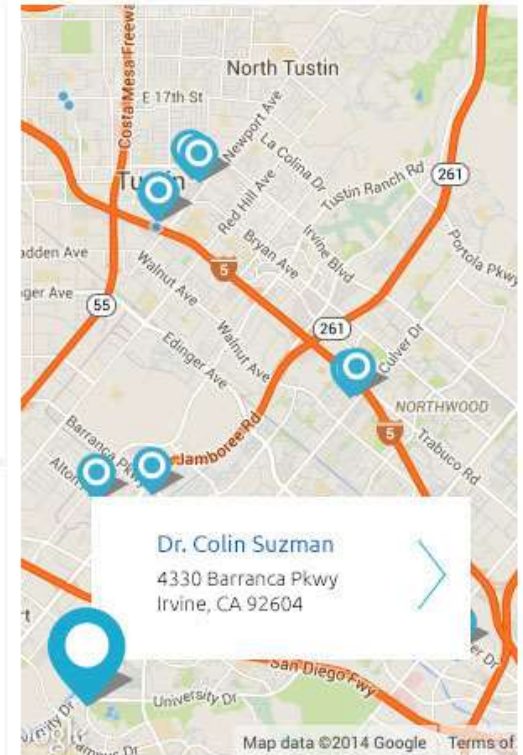 Costa Mesa Freeway
North Tustin
E 17th St
Newport Ave
La Colina Dr
Tustin Ranch Rd
261
Red Hill Ave
Irvine Blvd
Portola Pkwy
Bryan Ave
Walnut Ave
5
55
261
Walnut Ave
Edinger Ave
Culver Dr
NORTHWOOD
5
Trabuco Rd
Barranca Pkwy
Jamboree Rd
Dr. Colin Suzman
4330 Barranca Pkwy
Irvine, CA 92604
San Diego Fwy
University Dr
Map data ©2014 Google
Terms of